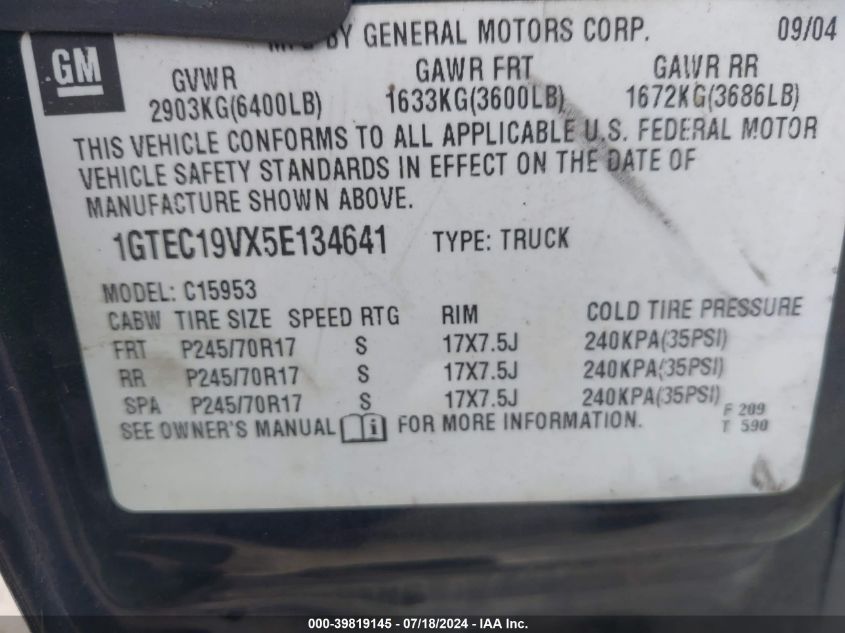 GM
MFG BY GENERAL MOTORS CORP. 09/04
GVWR GAWR FRT GAWR RR
2903KG(6400LB) 1633KG(3600LB) 1672KG(3686LB)
THIS VEHICLE CONFORMS TO ALL APPLICABLE U.S. FEDERAL MOTOR
VEHICLE SAFETY STANDARDS IN EFFECT ON THE DATE OF
MANUFACTURE SHOWN ABOVE.
1GTEC19VX5E134641 TYPE: TRUCK
MODEL: C15953
CABW TIRE SIZE SPEED RTG RIM COLD TIRE PRESSURE
FRT P245/70R17 S 17X7.5J 240KPA(35PSI)
RR P245/70R17 S 17X7.5J 240KPA(35PSI)
SPA P245/70R17 S 17X7.5J 240KPA(35PSI)
SEE OWNER'S MANUAL i FOR MORE INFORMATION.
F 209
T 590
000-39819145 - 07/18/2024 - IAA Inc.